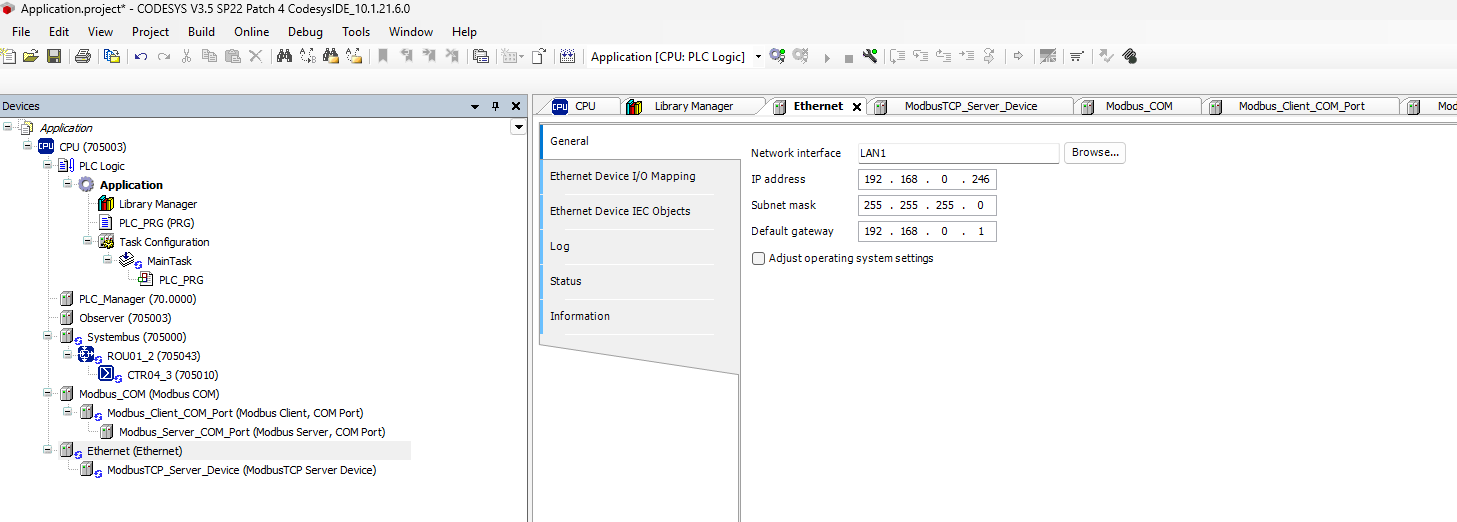 Application.project* - CODESYS V3.5 SP22 Patch 4 CodesysIDE_10.1.21.6.0
File Edit View Project Build Online Debug Tools Window Help
Application [CPU: PLC Logic]
Devices
Application
CPU (705003)
PLC Logic
Application
Library Manager
PLC_PRG (PRG)
Task Configuration
MainTask
PLC_PRG
PLC_Manager (70.0000)
Observer (705003)
Systembus (705000)
ROU01_2 (705043)
CTR04_3 (705010)
Modbus_COM (Modbus COM)
Modbus_Client_COM_Port (Modbus Client, COM Port)
Modbus_Server_COM_Port (Modbus Server, COM Port)
Ethernet (Ethernet)
ModbusTCP_Server_Device (ModbusTCP Server Device)
CPU Library Manager Ethernet ModbusTCP_Server_Device Modbus_COM Modbus_Client_COM_Port Mod
General
Ethernet Device I/O Mapping
Ethernet Device IEC Objects
Log
Status
Information
Network interface LAN1 Browse...
IP address 192 . 168 . 0 . 246
Subnet mask 255 . 255 . 255 . 0
Default gateway 192 . 168 . 0 . 1
Adjust operating system settings